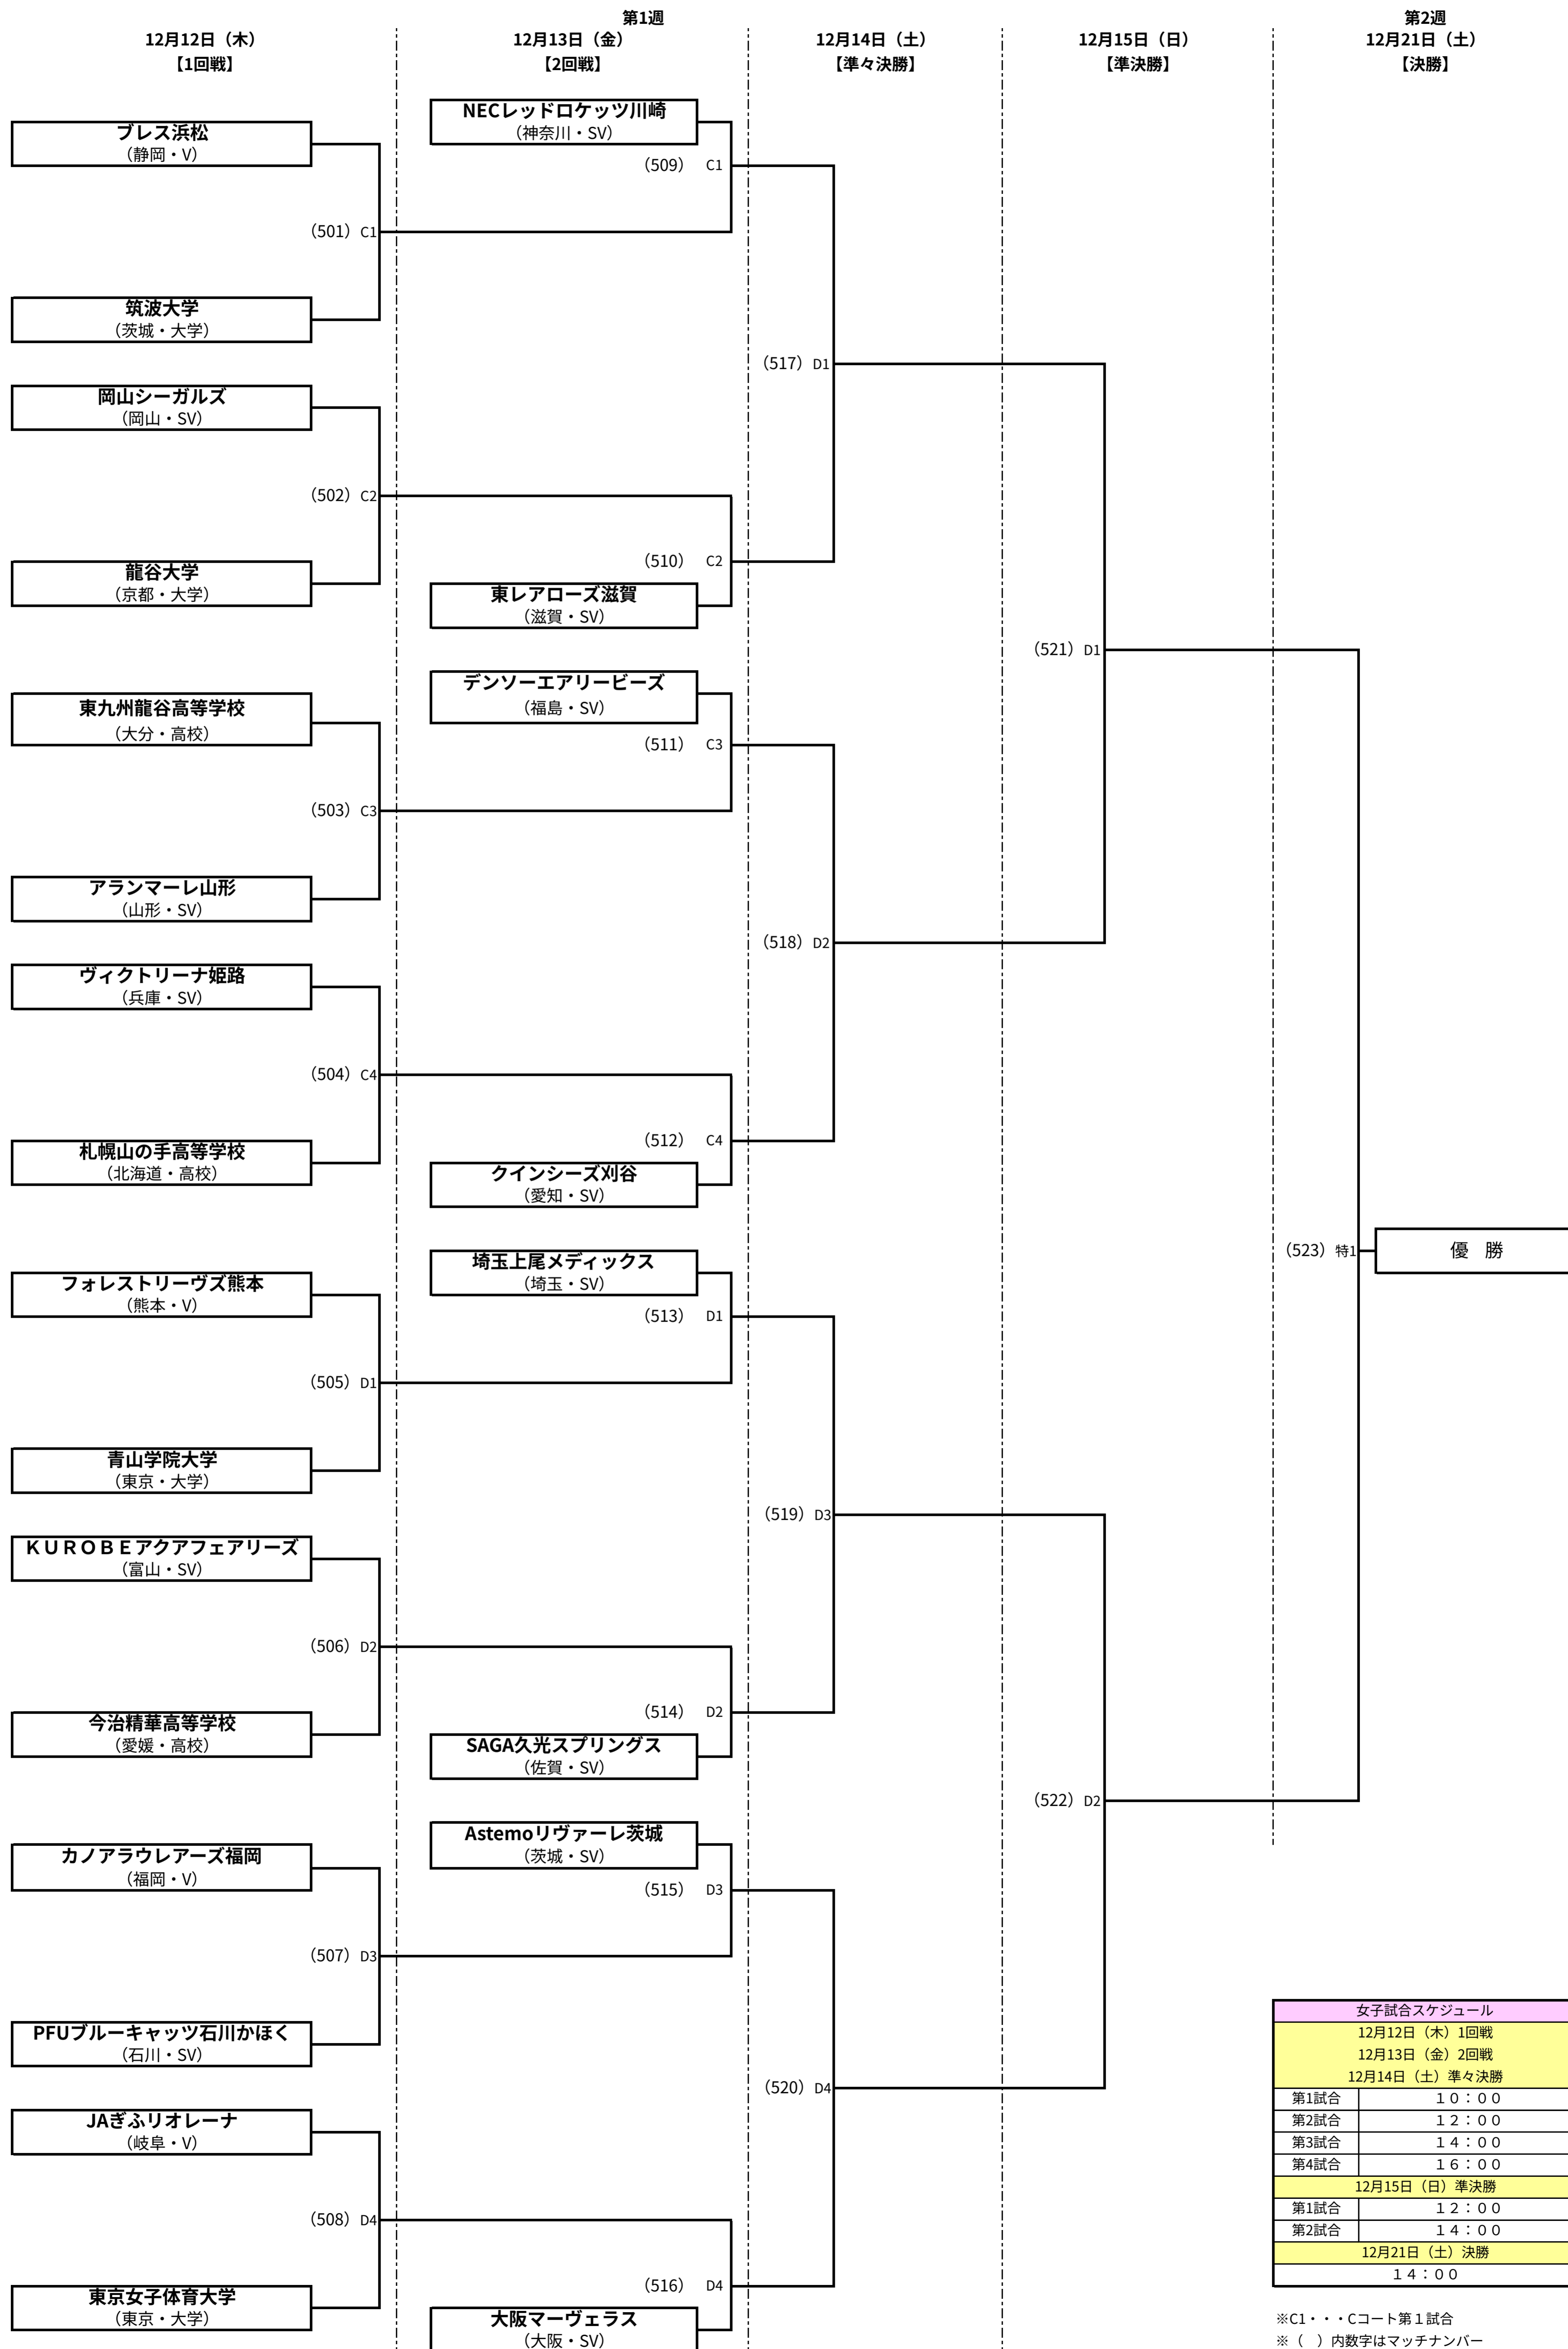 第1週
第2週
12月12日（木）
12月13日（金）
12月14日（土）
12月15日（日）
12月21日（土）
【1回戦】
【2回戦】
【準々決勝】
【準決勝】
【決勝】
NECレッドロケッツ川崎
（神奈川・SV）
ブレス浜松
（静岡・V）
（509） C1
（501）C1
筑波大学
（茨城・大学）
（517）D1
岡山シーガルズ
（岡山・SV）
（502）C2
（510） C2
龍谷大学
（京都・大学）
東レアローズ滋賀
（滋賀・SV）
（521）D1
デンソーエアリービーズ
（福島・SV）
東九州龍谷高等学校
（大分・高校）
（511） C3
（503）C3
アランマーレ山形
（山形・SV）
（518）D2
ヴィクトリーナ姫路
（兵庫・SV）
（504）C4
（512） C4
札幌山の手高等学校
（北海道・高校）
クインシーズ刈谷
（愛知・SV）
（523）特1
優　勝
埼玉上尾メディックス
（埼玉・SV）
フォレストリーヴズ熊本
（熊本・V）
（513） D1
（505）D1
青山学院大学
（東京・大学）
（519）D3
ＫＵＲＯＢＥアクアフェアリーズ
（富山・SV）
（506）D2
（514） D2
今治精華高等学校
（愛媛・高校）
SAGA久光スプリングス
（佐賀・SV）
（522）D2
Astemoリヴァーレ茨城
（茨城・SV）
カノアラウレアーズ福岡
（福岡・V）
（515） D3
（507）D3
PFUブルーキャッツ石川かほく
（石川・SV）
（520）D4
JAぎふリオレーナ
（岐阜・V）
（508）D4
（516） D4
東京女子体育大学
（東京・大学）
大阪マーヴェラス
（大阪・SV）
女子試合スケジュール
12月12日（木）1回戦
12月13日（金）2回戦
12月14日（土）準々決勝
第1試合 １０：００
第2試合 １２：００
第3試合 １４：００
第4試合 １６：００
12月15日（日）準決勝
第1試合 １２：００
第2試合 １４：００
12月21日（土）決勝
１４：００
※C1・・・Cコート第１試合
※（　）内数字はマッチナンバー